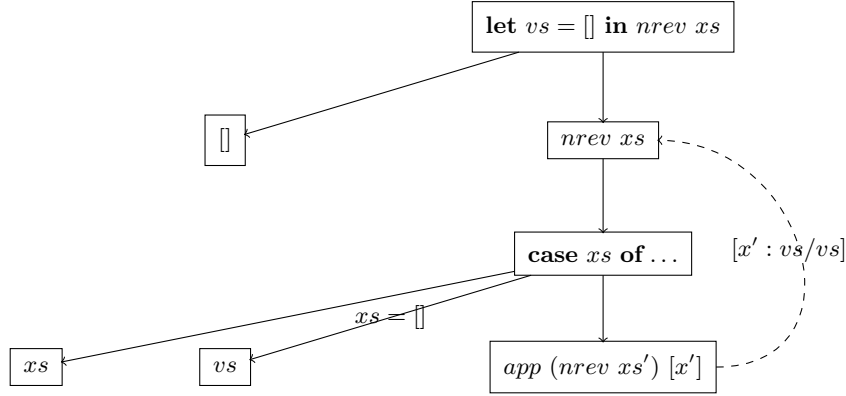 let vs = [] in nrev xs
[]
nrev xs
case xs of ...
[x′ : vs/vs]
xs = []
xs
vs
app (nrev xs′) [x′]